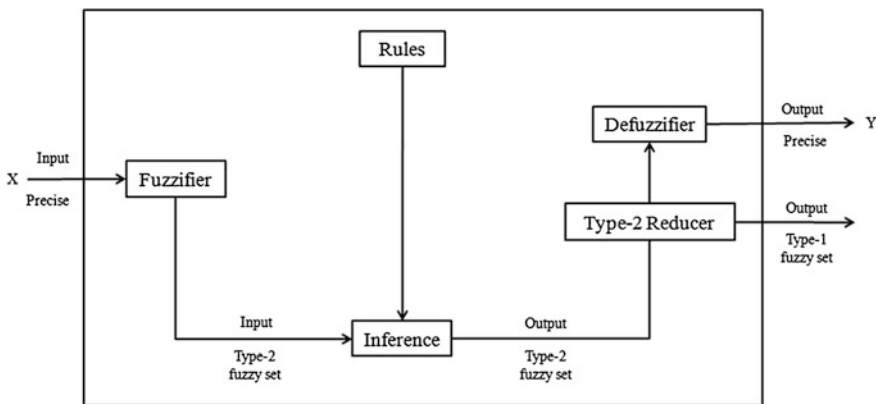 Rules
Output
Defuzzifier
Y
Precise
Input
X
Fuzzifier
Precise
Output
Type-2 Reducer
Type-1
fuzzy set
Input
Output
Inference
Type-2
fuzzy set
Type-2
fuzzy set